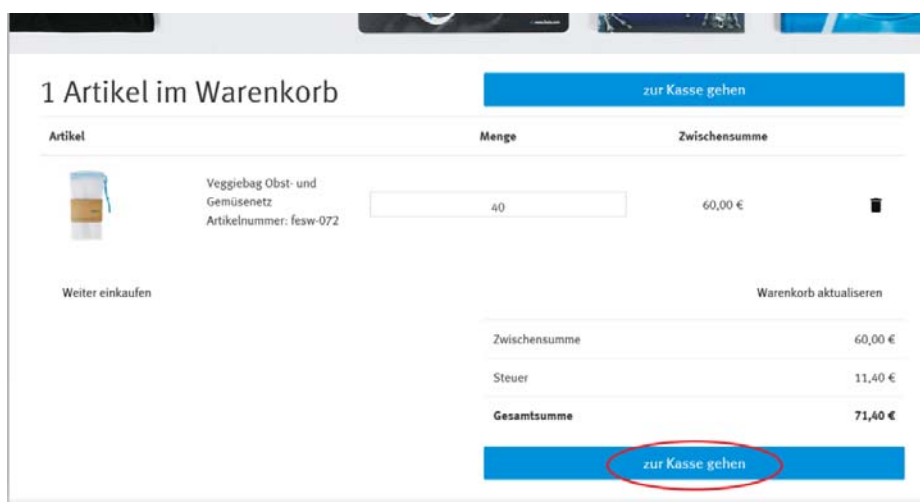 1 Artikel im Warenkorb
zur Kasse gehen
Artikel Menge Zwischensumme
Veggiebag Obst- und
Gemüsenetz
Artikelnummer: fesw-072
40
60,00 €
Weiter einkaufen
Warenkorb aktualiseren
Zwischensumme 60,00 €
Steuer 11,40 €
Gesamtsumme 71,40 €
zur Kasse gehen